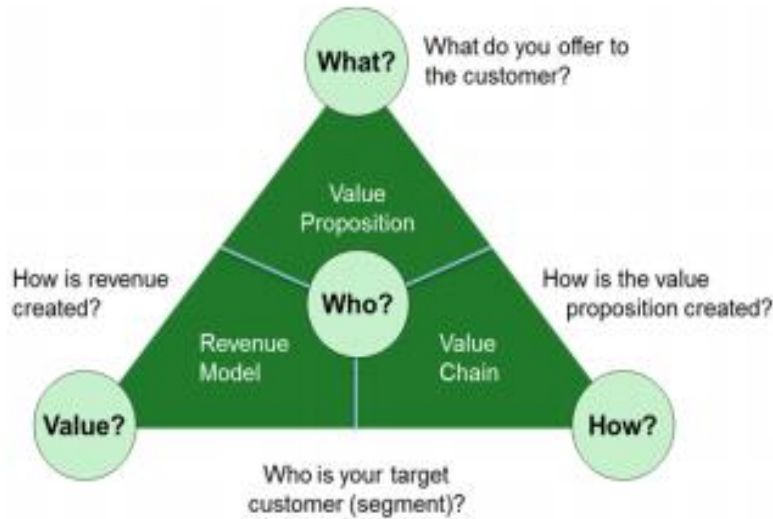 What?
What do you offer to
the customer?
Value
Proposition
How is revenue
created?
Who?
How is the value
proposition created?
Revenue
Model
Value
Chain
Value?
How?
Who is your target
customer (segment)?